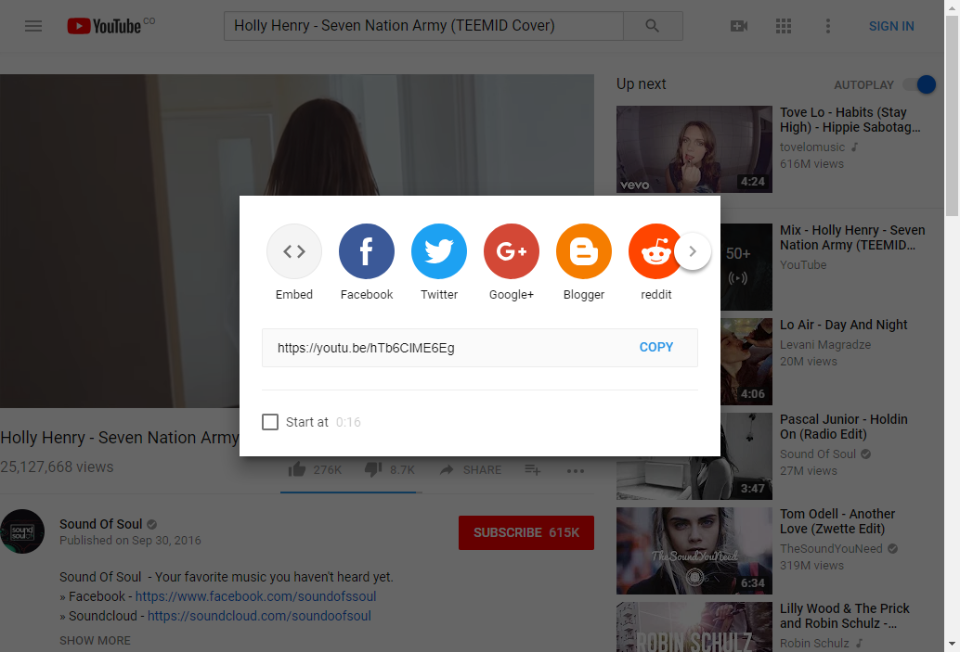 YouTube CO
Holly Henry - Seven Nation Army (TEEMID Cover)
SIGN IN
Up next
AUTOPLAY
Tove Lo - Habits (Stay
High) - Hippie Sabotag...
tovelomusic
616M views
vevo
4:24
Mix - Holly Henry - Seven
Nation Army (TEEMID...
YouTube
50+
Lo Air - Day And Night
Levani Magradze
20M views
4:06
Pascal Junior - Holdin
On (Radio Edit)
Sound Of Soul
27M views
3:47
Tom Odell - Another
Love (Zwette Edit)
TheSoundYouNeed
319M views
TheSoundYouNeed
6:34
Lilly Wood & The Prick
and Robin Schulz -...
Robin Schulz
ROBIN SCHULZ
Embed
Facebook
Twitter
Google+
Blogger
reddit
https://youtu.be/hTb6ClME6Eg
COPY
Start at 0:16
Holly Henry - Seven Nation Army
25,127,668 views
276K
8.7K
SHARE
Sound Of Soul
Published on Sep 30, 2016
SUBSCRIBE 615K
Sound Of Soul - Your favorite music you haven't heard yet.
» Facebook - https://www.facebook.com/soundofssoul
» Soundcloud - https://soundcloud.com/soundoofsoul
SHOW MORE